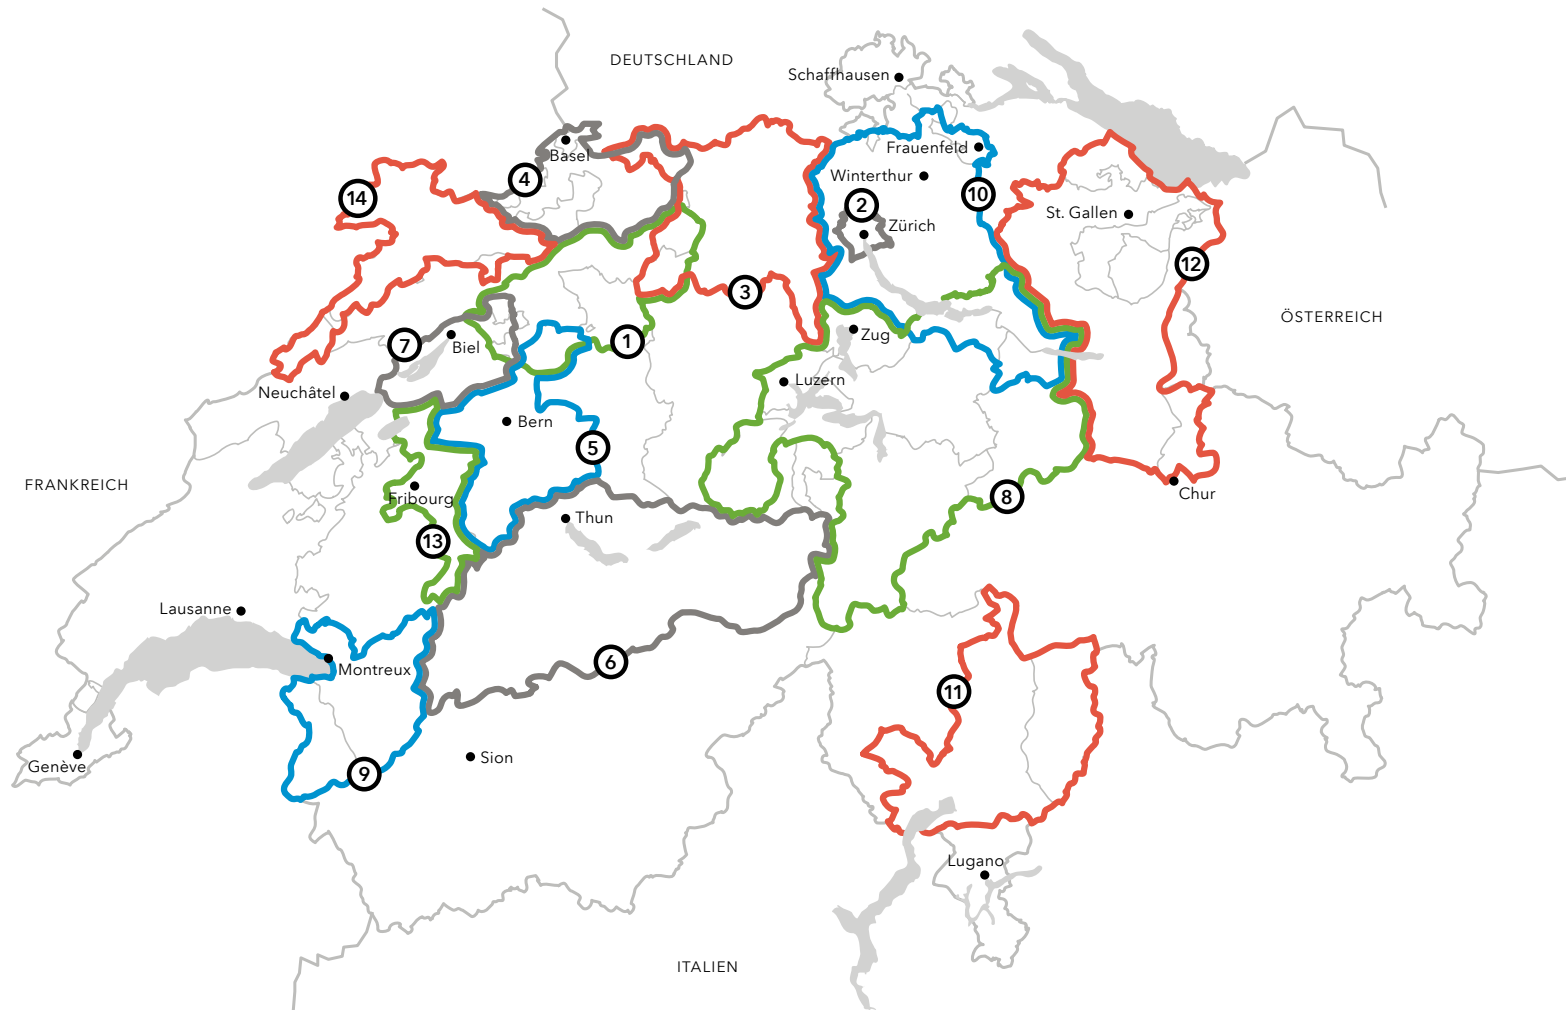 DEUTSCHLAND
Schaffhausen
Basel
Frauenfeld
4
Winterthur
14
10
2
St. Gallen
Zürich
12
3
ÖSTERREICH
Zug
1
7
Biel
Luzern
Neuchâtel
Bern
5
FRANKREICH
Fribourg
8
Chur
Thun
13
Lausanne
6
Montreux
11
Sion
Genève
9
Lugano
ITALIEN